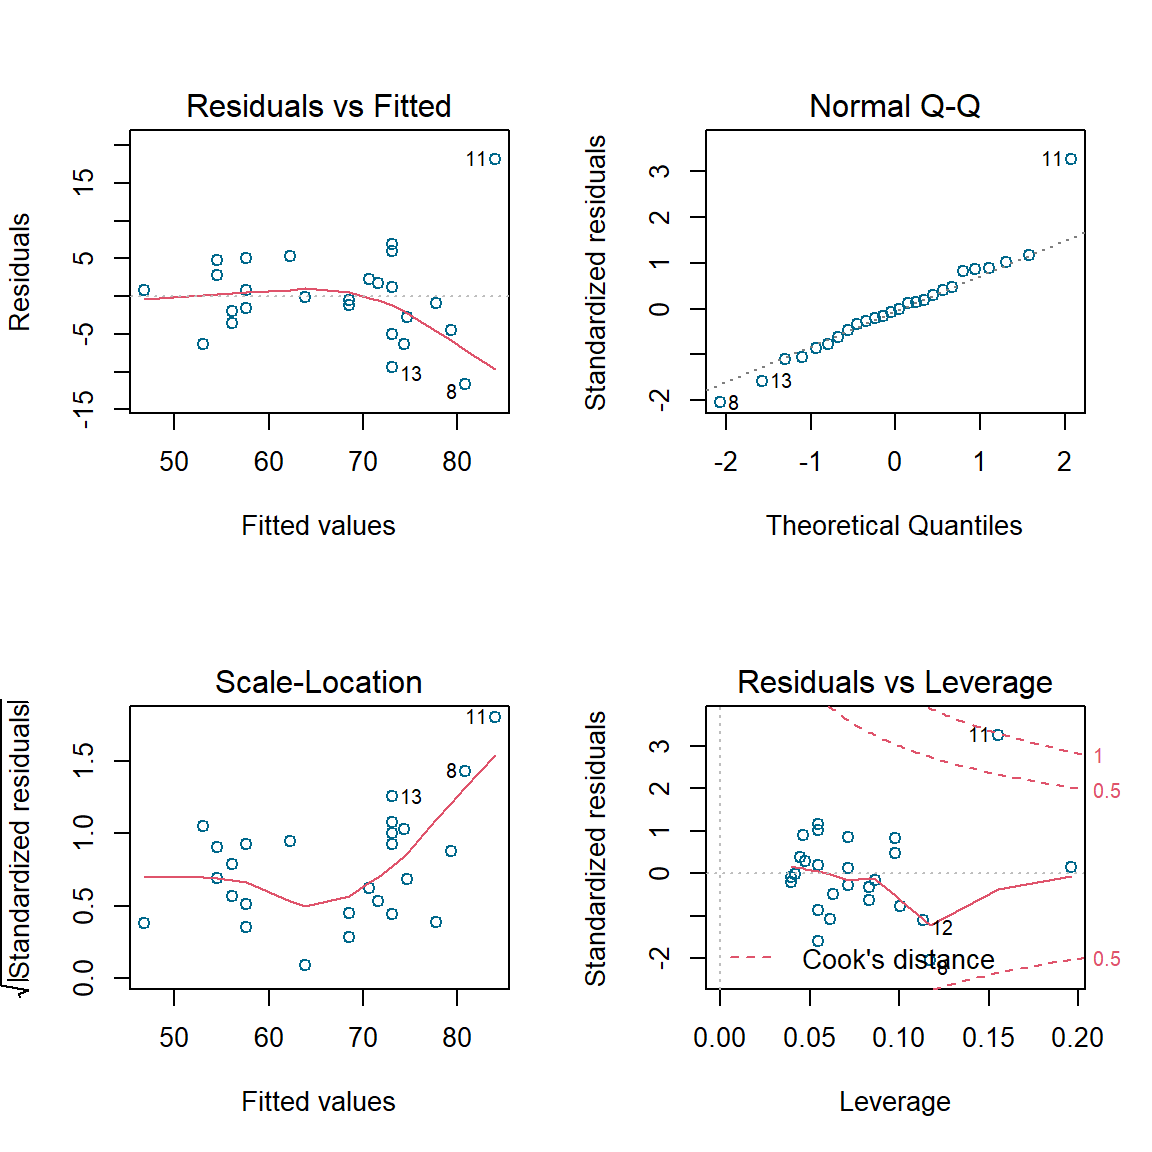 Residuals vs Fitted
Residuals
15
5
-5
-15
11
13
8
50 60 70 80
Fitted values
Normal Q-Q
Standardized residuals
3
2
1
0
-2
11
13
8
-2 -1 0 1 2
Theoretical Quantiles
Scale-Location
√|Standardized residuals|
1.5
1.0
0.5
0.0
11
8
13
50 60 70 80
Fitted values
Residuals vs Leverage
Standardized residuals
3
2
1
0
-2
11
1
0.5
12
Cook's distance
8
0.5
0.00 0.05 0.10 0.15 0.20
Leverage